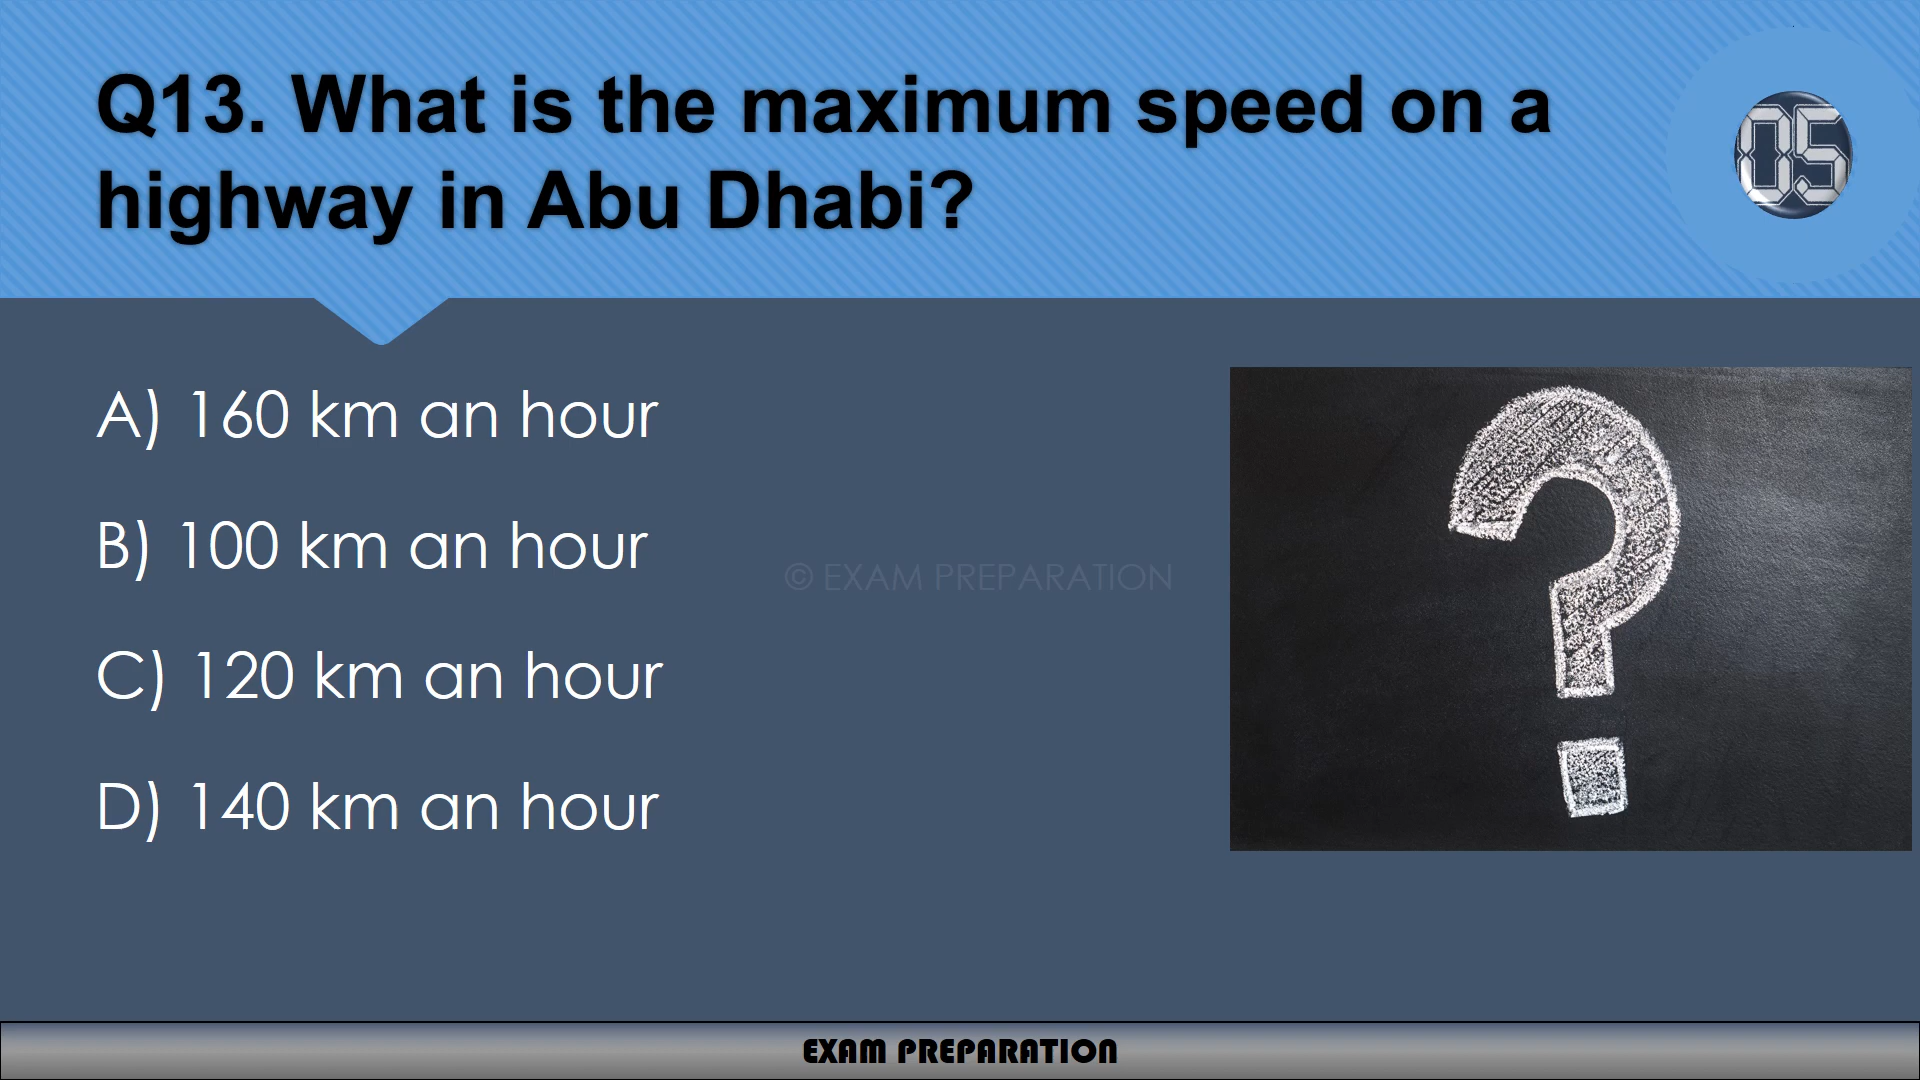 Q13. What is the maximum speed on a
highway in Abu Dhabi?
05
A) 160 km an hour
B) 100 km an hour
© EXAM PREPARATION
C) 120 km an hour
D) 140 km an hour
?
EXAM PREPARATION